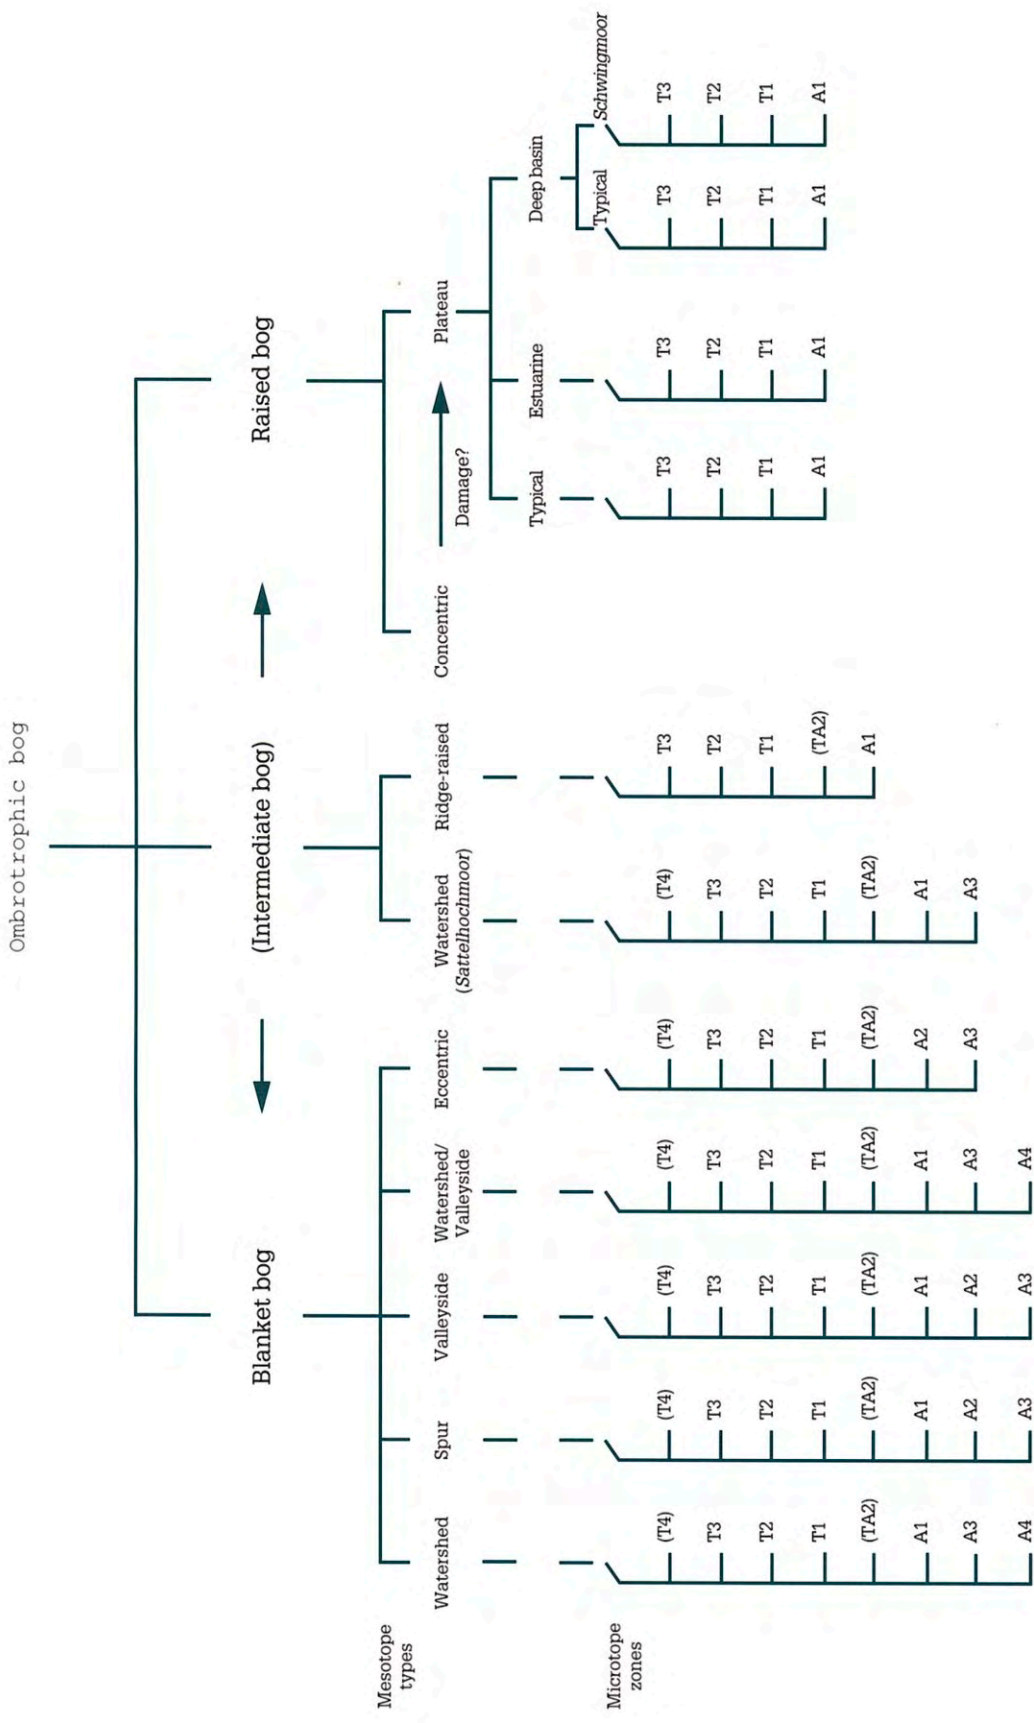 Ombrotrophic bog
Blanket bog
(Intermediate bog)
Raised bog
Mesotope
types
Watershed
Spur
Valleyside
Watershed/
Valleyside
Eccentric
Watershed
(Sattelhochmoor)
Ridge-raised
Concentric
Damage?
Plateau
Typical
Estuarine
Deep basin
Typical
Schwingmoor
Microtope
zones
(T4)
T3
T2
T1
(TA2)
A1
A3
A4
(T4)
T3
T2
T1
(TA2)
A1
A2
A3
(T4)
T3
T2
T1
(TA2)
A1
A2
A3
(T4)
T3
T2
T1
(TA2)
A1
A3
A4
(T4)
T3
T2
T1
(TA2)
A2
A3
(T4)
T3
T2
T1
(TA2)
A1
A3
T3
T2
T1
(TA2)
A1
T3
T2
T1
A1
T3
T2
T1
A1
T3
T2
T1
A1
T3
T2
T1
A1